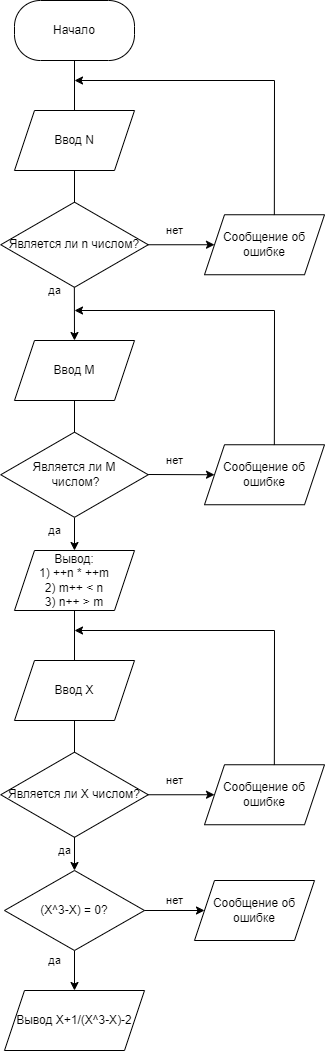 Начало
Ввод N
Является ли n числом?
нет
Сообщение об
ошибке
да
Ввод M
Является ли M
числом?
нет
Сообщение об
ошибке
да
Вывод:
1) ++n * ++m
2) m++ < n
3) n++ > m
Ввод X
Является ли X числом?
нет
Сообщение об
ошибке
да
(X^3-X) = 0?
нет
Сообщение об
ошибке
да
Вывод X+1/(X^3-X)-2